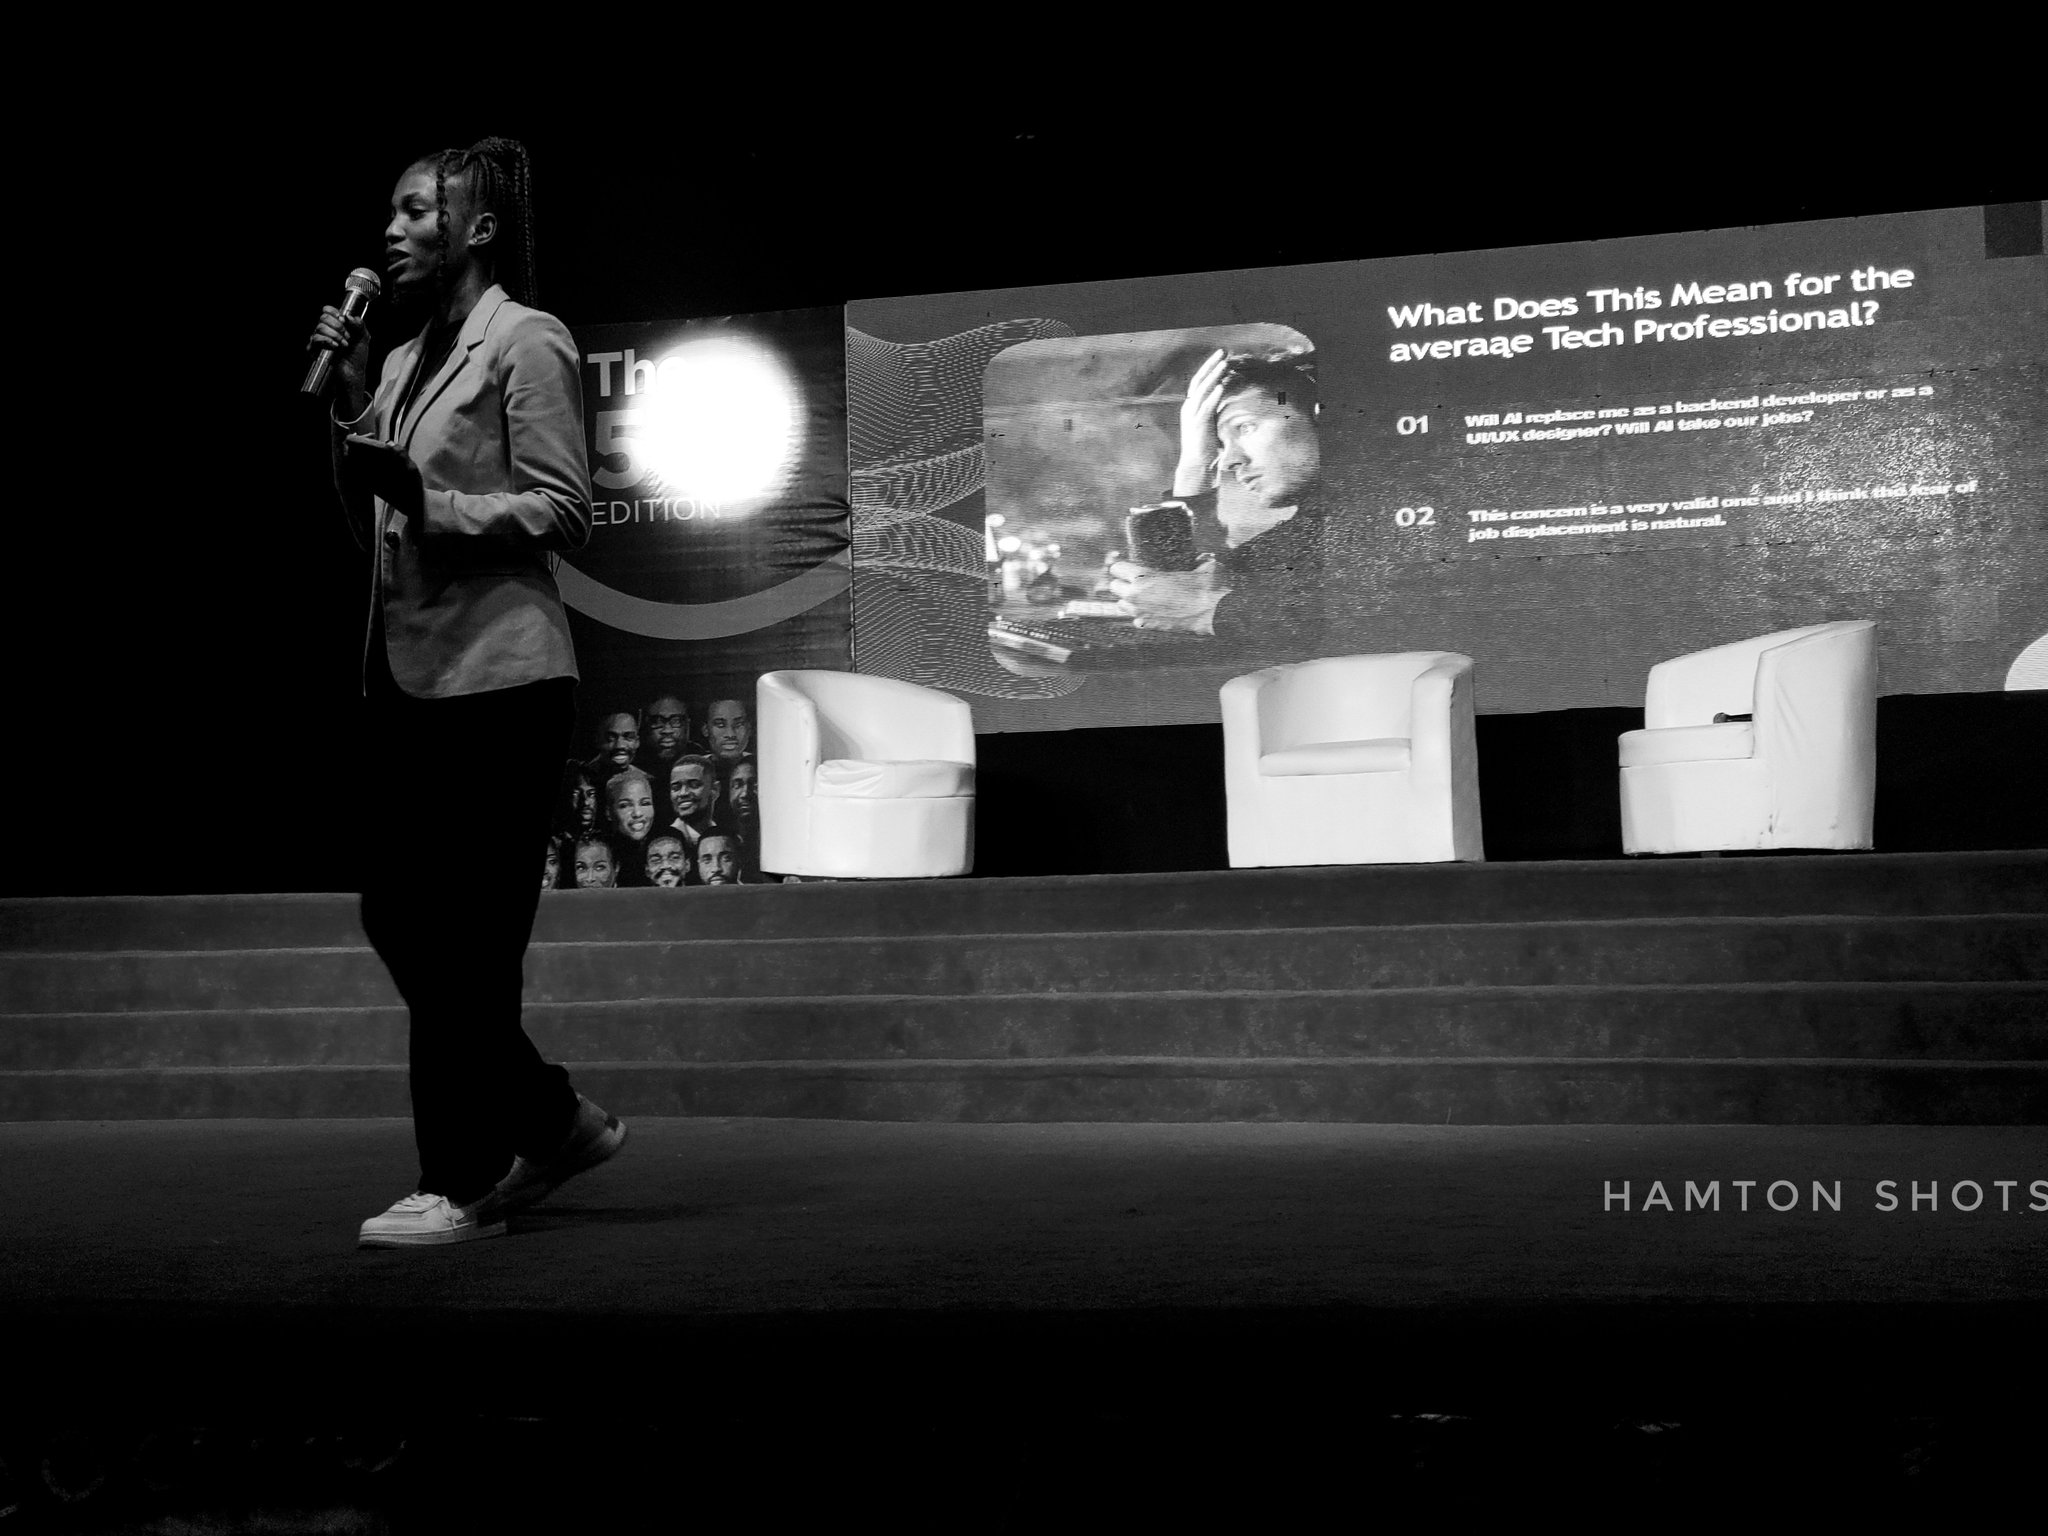 The
5
EDITION
What Does This Mean for the
average Tech Professional?
01
Will AI replace me as a backend developer or as a
UI/UX designer? Will AI take our jobs?
02
This concern is a very valid one and I think the fear of
job displacement is natural.
HAMTON SHOTS